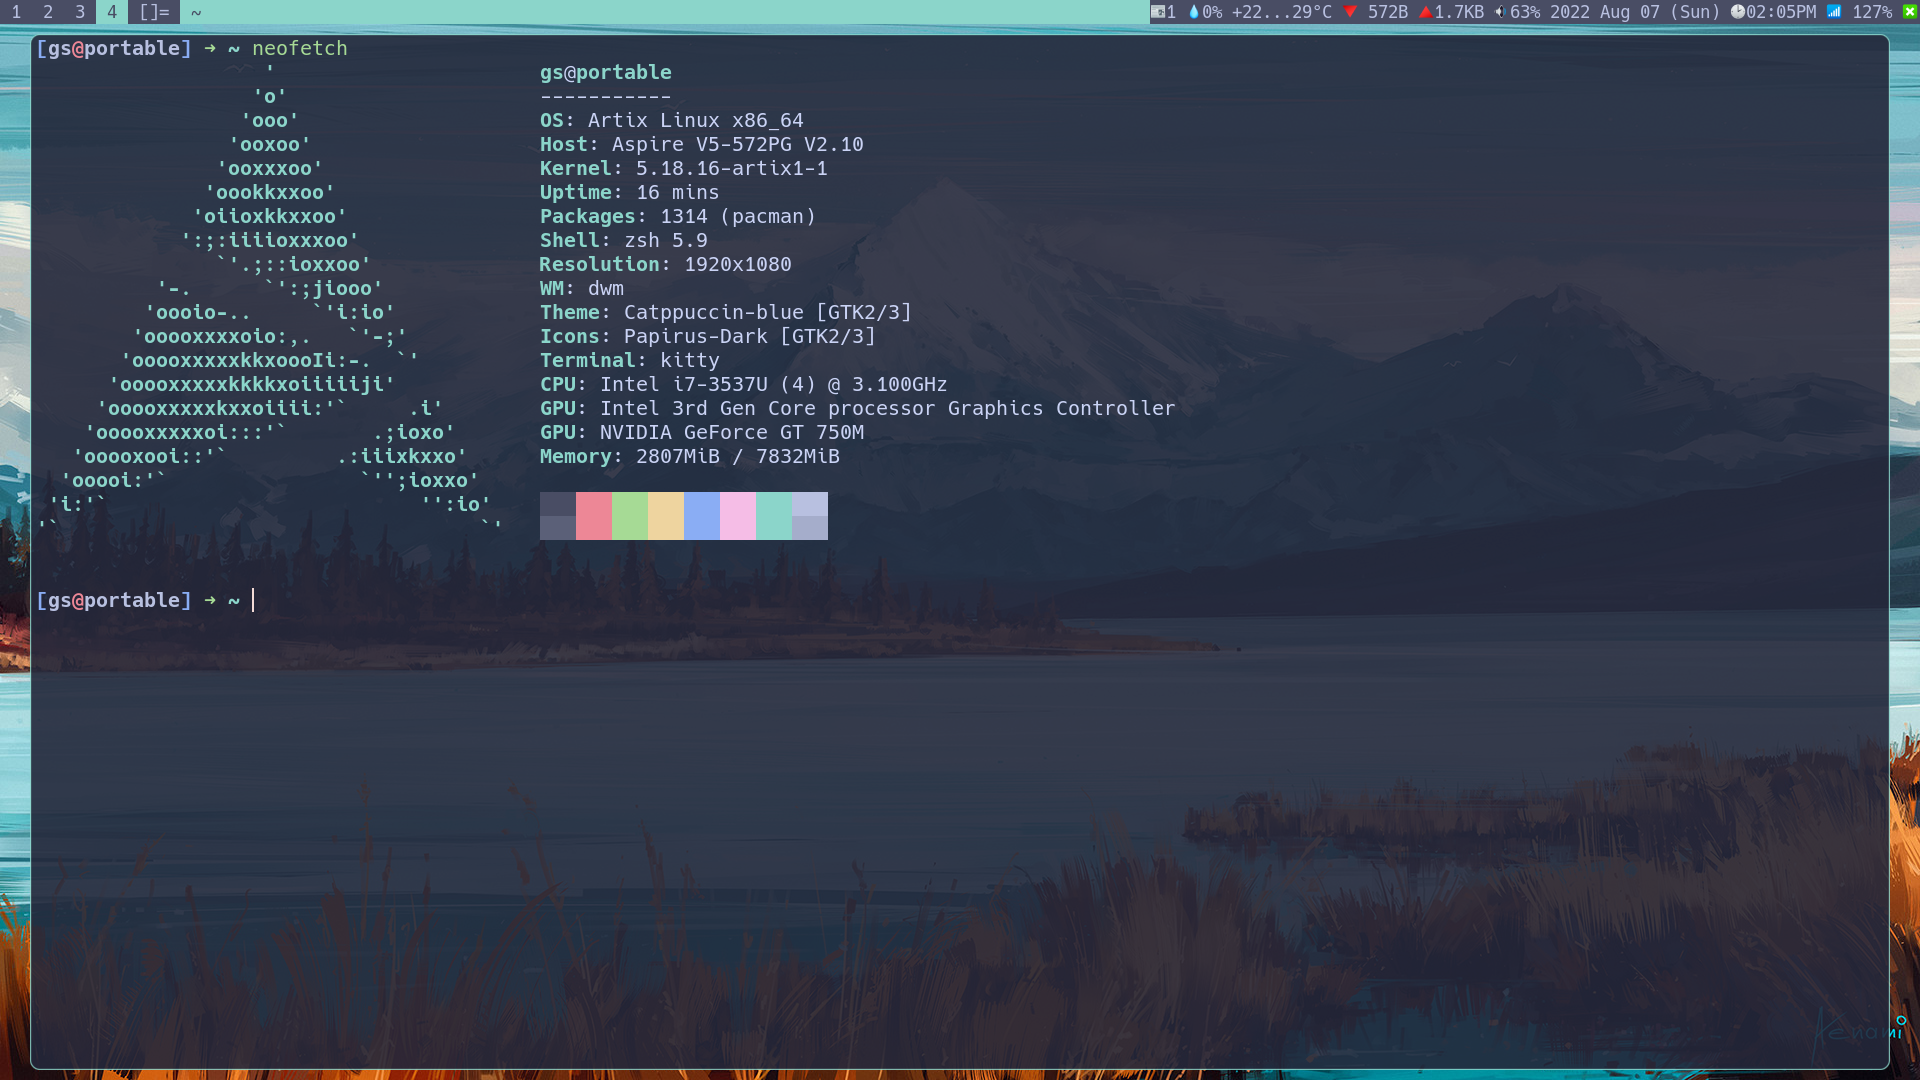 1 2 3 4 []= ~ 1 0% +22...29°C 572B 1.7KB 63% 2022 Aug 07 (Sun) 02:05PM 127%
[gs@portable] → ~ neofetch
' gs@portable
'o' -----------
'ooo' OS: Artix Linux x86_64
'ooxoo' Host: Aspire V5-572PG V2.10
'ooxxxoo' Kernel: 5.18.16-artix1-1
'oookkxxoo' Uptime: 16 mins
'oiioxkkxxoo' Packages: 1314 (pacman)
':;:iiiioxxxoo' Shell: zsh 5.9
`'.;::ioxxoo' Resolution: 1920x1080
'-. `':;jiooo' WM: dwm
'oooio-.. `'i:io' Theme: Catppuccin-blue [GTK2/3]
'ooooxxxxoio:,. `'-;' Icons: Papirus-Dark [GTK2/3]
'ooooxxxxxkkxoooIi:-. `' Terminal: kitty
'ooooxxxxxkkkkxoiiiiiji' CPU: Intel i7-3537U (4) @ 3.100GHz
'ooooxxxxxkxxoiiii:'` .i' GPU: Intel 3rd Gen Core processor Graphics Controller
'ooooxxxxxoi:::'` .;ioxo' GPU: NVIDIA GeForce GT 750M
'ooooxooi::'` .:iiixkxxo' Memory: 2807MiB / 7832MiB
'ooooi:'` `'';ioxxo'
'i:'` '':io'
'` `'
[gs@portable] → ~